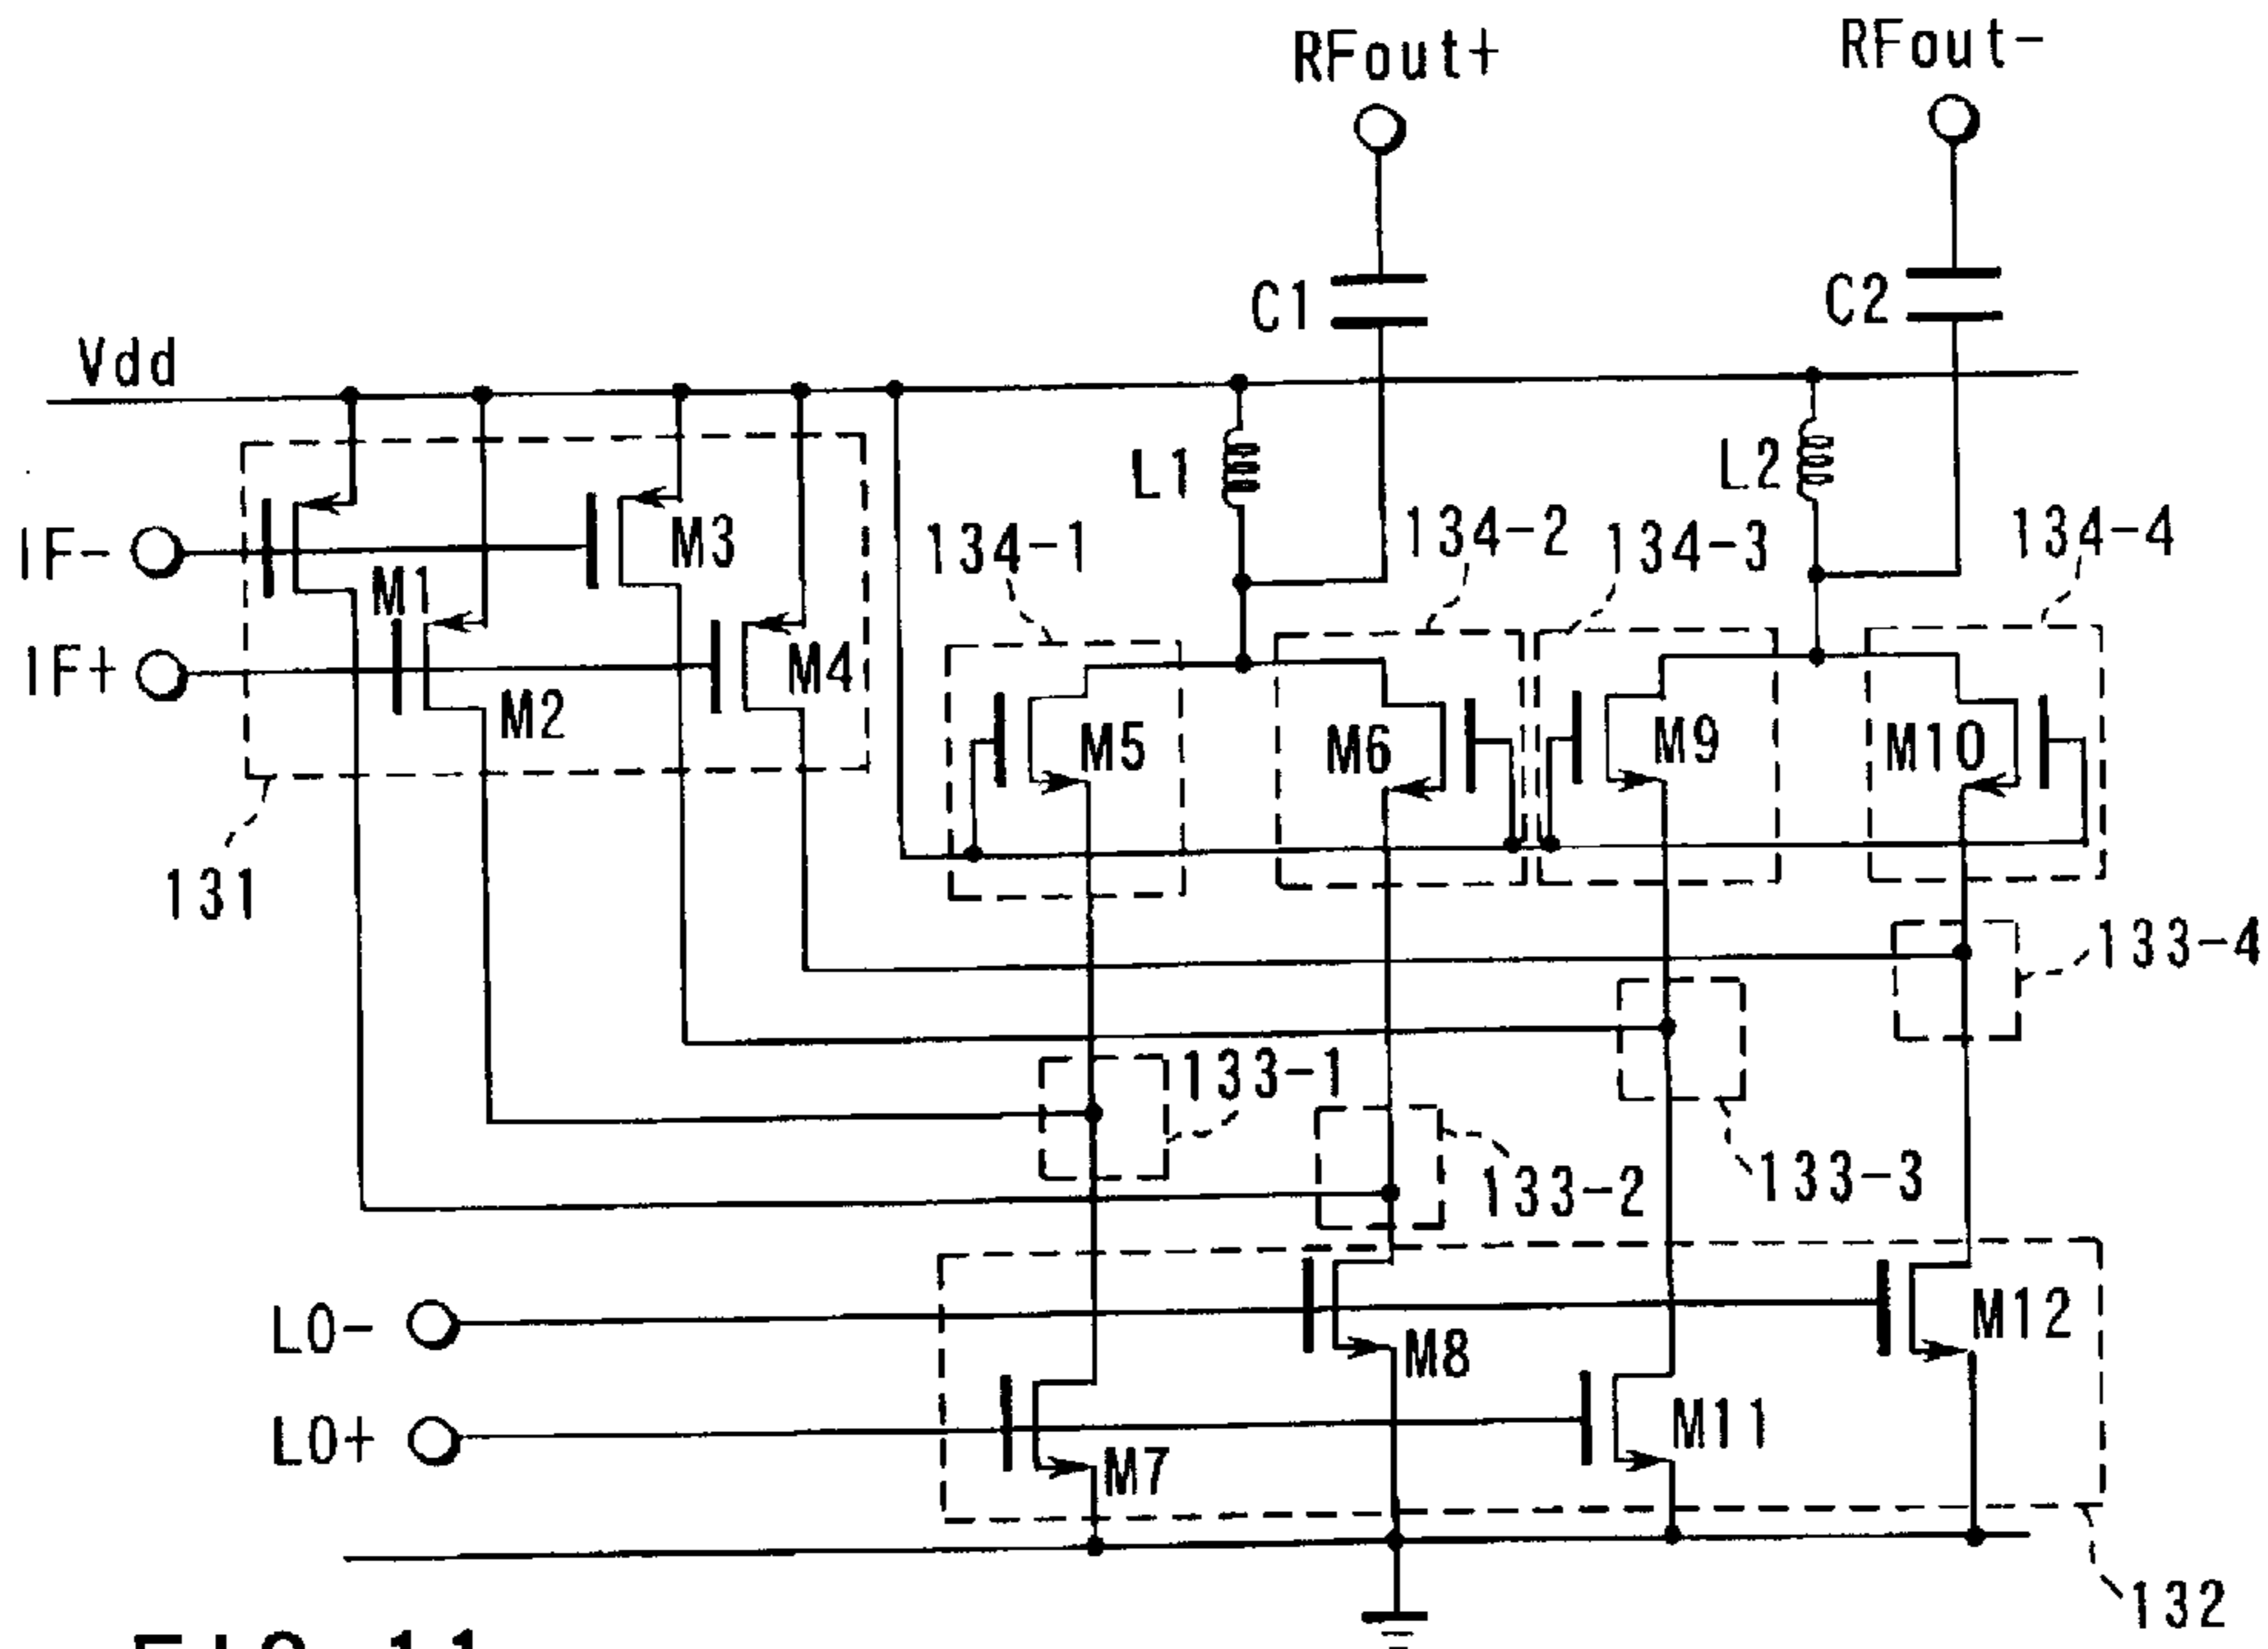 RFout+
RFout-
C1
C2
Vdd
L1
L2
134-1
134-2
134-3
134-4
IF-
M1
M3
IF+
M2
M4
M5
M6
M9
M10
131
133-4
133-1
133-2
133-3
LO-
M8
M12
LO+
M7
M11
132